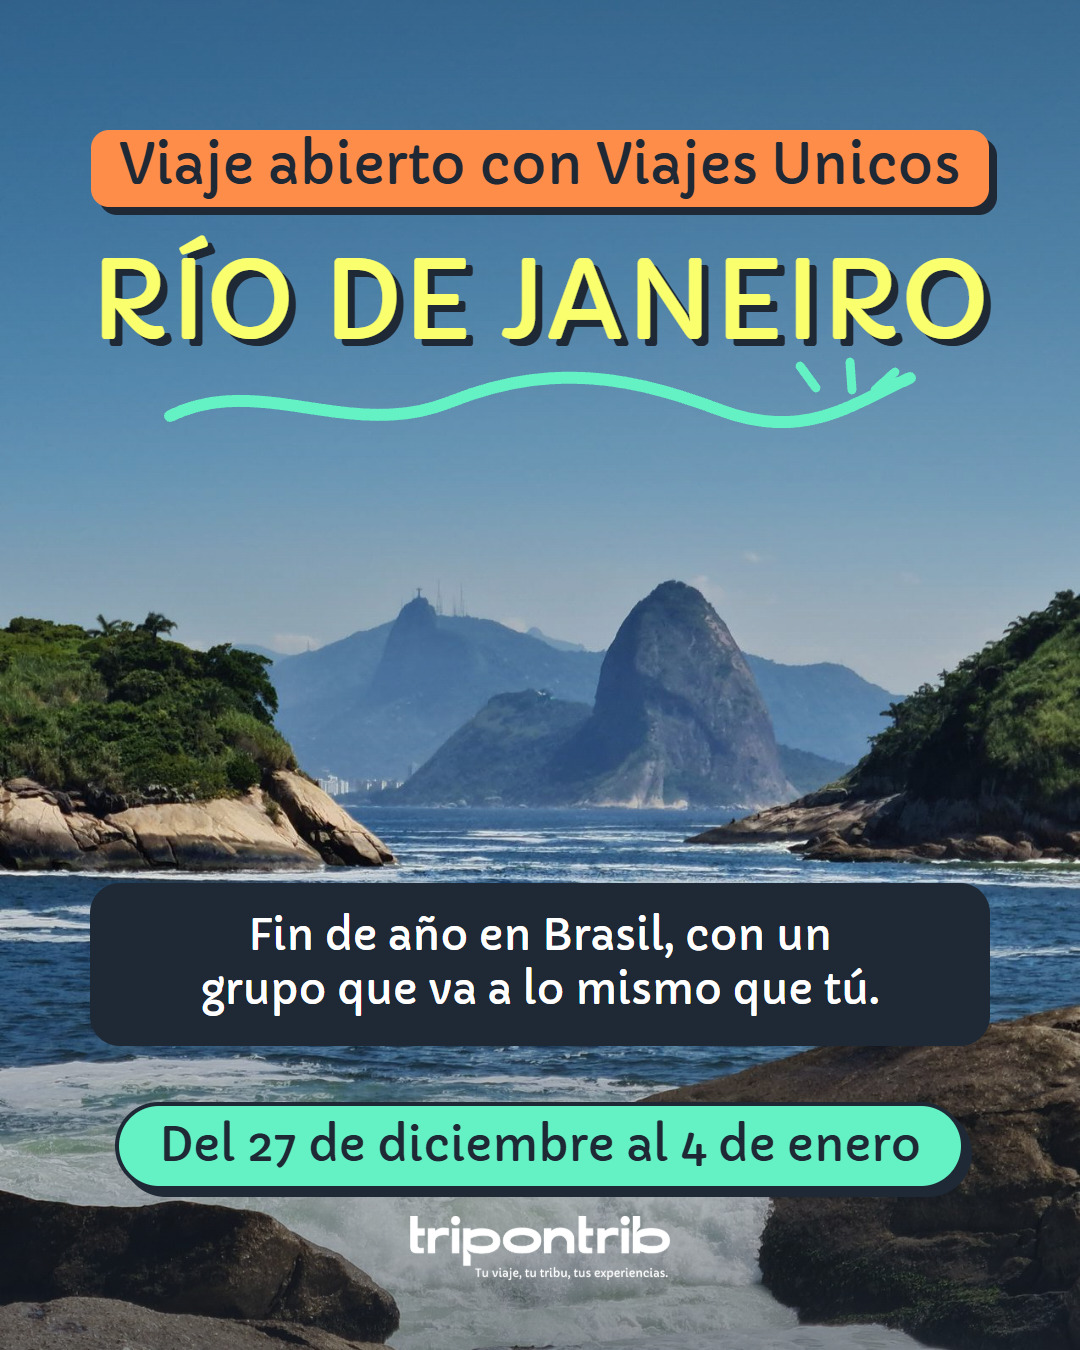 Viaje abierto con Viajes Unicos
RÍO DE JANEIRO
Fin de año en Brasil, con un
grupo que va a lo mismo que tú.
Del 27 de diciembre al 4 de enero
tripontrib
Tu viaje, tu tribu, tus experiencias.